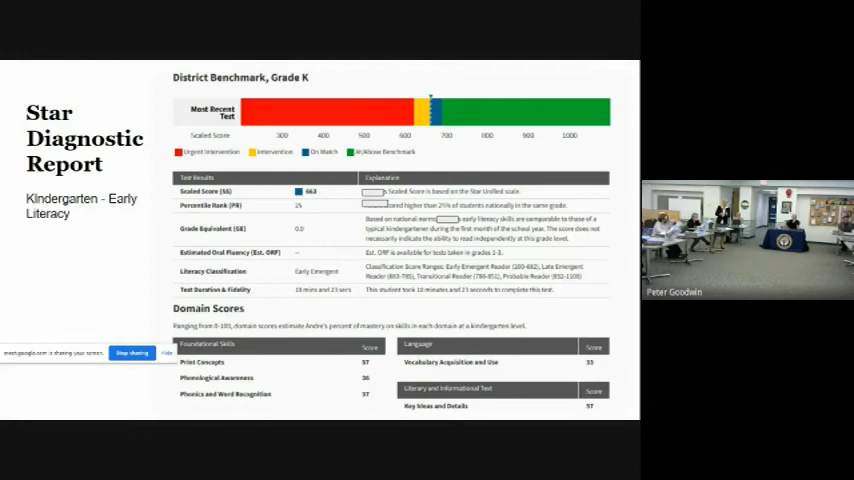 District Benchmark, Grade K
Star
Diagnostic
Report
Kindergarten - Early
Literacy
Most Recent
Test
Scaled Score 300 400 500 600 700 800 900 1000
Urgent Intervention Intervention On Watch At/Above Benchmark
Test Results Explanation
Scaled Score (SS) 663 s Scaled Score is based on the Star Unified scale.
Percentile Rank (PR) 25 scored higher than 25% of students nationally in the same grade.
Grade Equivalent (GE) 0.0 Based on national norms early literacy skills are comparable to those of a
typical kindergartener during the first month of the school year. The score does not
necessarily indicate the ability to read independently at this grade level.
Estimated Oral Fluency (Est. ORF) -- Est. ORF is available for tests taken in grades 1-3.
Literacy Classification Early Emergent Classification Score Ranges: Early Emergent Reader (200-682), Late Emergent
Reader (683-785), Transitional Reader (786-851), Probable Reader (852-1100)
Test Duration & Fidelity mins and 23 secs This student took minutes and 23 seconds to complete this test.
Domain Scores
Ranging from 0-100, domain scores estimate Andre's percent of mastery on skills in each domain at a kindergarten level.
Foundational Skills Score
Print Concepts 57
Phonological Awareness 36
Phonics and Word Recognition 37
Language Score
Vocabulary Acquisition and Use 33
Literary and Informational Text Score
Key Ideas and Details 57
meet.google.com is sharing your screen. Stop sharing Hide
Peter Goodwin